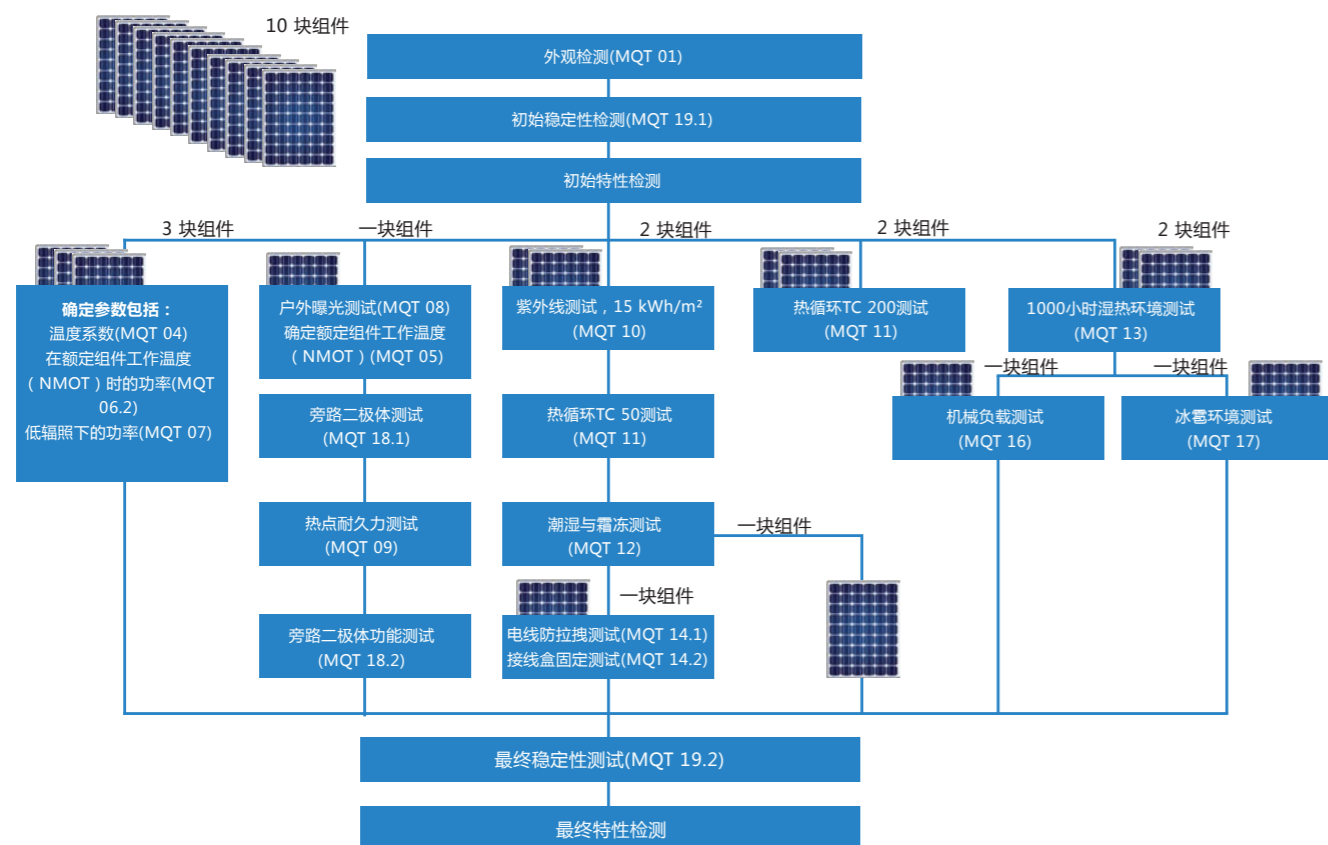 10 块组件
外观检测(MQT 01)
初始稳定性检测(MQT 19.1)
初始特性检测
3 块组件
一块组件
2 块组件
2 块组件
2 块组件
确定参数包括：
温度系数(MQT 04)
在额定组件工作温度
（NMOT）时的功率(MQT
06.2)
低辐照下的功率(MQT 07)
户外曝光测试(MQT 08)
确定额定组件工作温度
（NMOT）(MQT 05)
紫外线测试，15 kWh/m²
(MQT 10)
热循环TC 200测试
(MQT 11)
1000小时湿热环境测试
(MQT 13)
一块组件
一块组件
旁路二极体测试
(MQT 18.1)
热循环TC 50测试
(MQT 11)
机械负载测试
(MQT 16)
冰雹环境测试
(MQT 17)
热点耐久力测试
(MQT 09)
潮湿与霜冻测试
(MQT 12)
一块组件
一块组件
旁路二极体功能测试
(MQT 18.2)
电线防拉拽测试(MQT 14.1)
接线盒固定测试(MQT 14.2)
最终稳定性测试(MQT 19.2)
最终特性检测